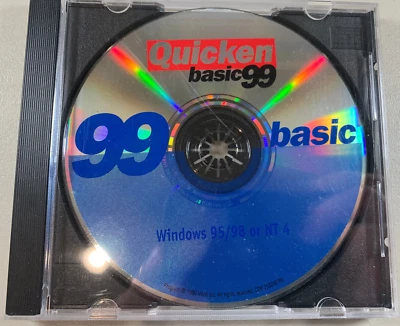 Quicken
basic99
99 basic
Windows 95/98 or NT 4